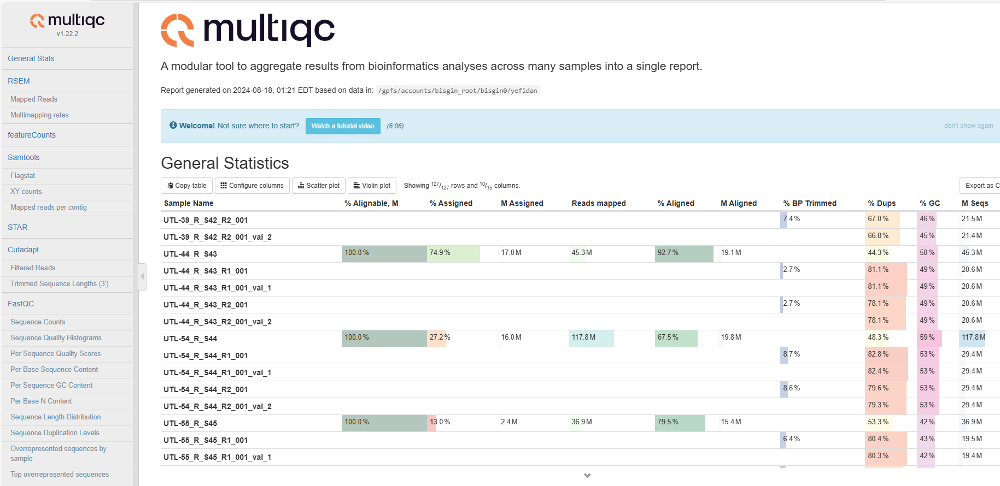 multiqc
v1.22.2
General Stats
RSEM
Mapped Reads
Multimapping rates
featureCounts
Samtools
Flagstat
XY counts
Mapped reads per contig
STAR
Cutadapt
Filtered Reads
Trimmed Sequence Lengths (3')
FastQC
Sequence Counts
Sequence Quality Histograms
Per Sequence Quality Scores
Per Base Sequence Content
Per Sequence GC Content
Per Base N Content
Sequence Length Distribution
Sequence Duplication Levels
Overrepresented sequences by
sample
Top overrepresented sequences
multiqc
A modular tool to aggregate results from bioinformatics analyses across many samples into a single report.
Report generated on 2024-08-18, 01:21 EDT based on data in: /gpfs/accounts/bisgin_root/bisgin0/yefidan
Welcome! Not sure where to start? Watch a tutorial video (6:06) don't show again
General Statistics
Copy table Configure columns Scatter plot Violin plot Showing 127/127 rows and 10/15 columns. Export as C
Sample Name % Alignable, M % Assigned M Assigned Reads mapped % Aligned M Aligned % BP Trimmed % Dups % GC M Seqs
UTL-39_R_S42_R2_001 7.4% 67.0% 46% 21.5M
UTL-39_R_S42_R2_001_val_2 66.8% 45% 21.4M
UTL-44_R_S43 100.0% 74.9% 17.0M 45.3M 92.7% 19.1M 44.3% 50% 45.3M
UTL-44_R_S43_R1_001 2.7% 81.1% 49% 20.6M
UTL-44_R_S43_R1_001_val_1 81.1% 49% 20.6M
UTL-44_R_S43_R2_001 2.7% 78.1% 49% 20.6M
UTL-44_R_S43_R2_001_val_2 78.1% 49% 20.6M
UTL-54_R_S44 100.0% 27.2% 16.0M 117.8M 67.5% 19.8M 48.3% 59% 117.8M
UTL-54_R_S44_R1_001 8.7% 82.8% 53% 29.4M
UTL-54_R_S44_R1_001_val_1 82.4% 53% 29.4M
UTL-54_R_S44_R2_001 8.6% 79.6% 53% 29.4M
UTL-54_R_S44_R2_001_val_2 79.3% 53% 29.4M
UTL-55_R_S45 100.0% 13.0% 2.4M 36.9M 79.5% 15.4M 53.3% 42% 36.9M
UTL-55_R_S45_R1_001 6.4% 80.4% 43% 19.5M
UTL-55_R_S45_R1_001_val_1 80.3% 42% 19.4M